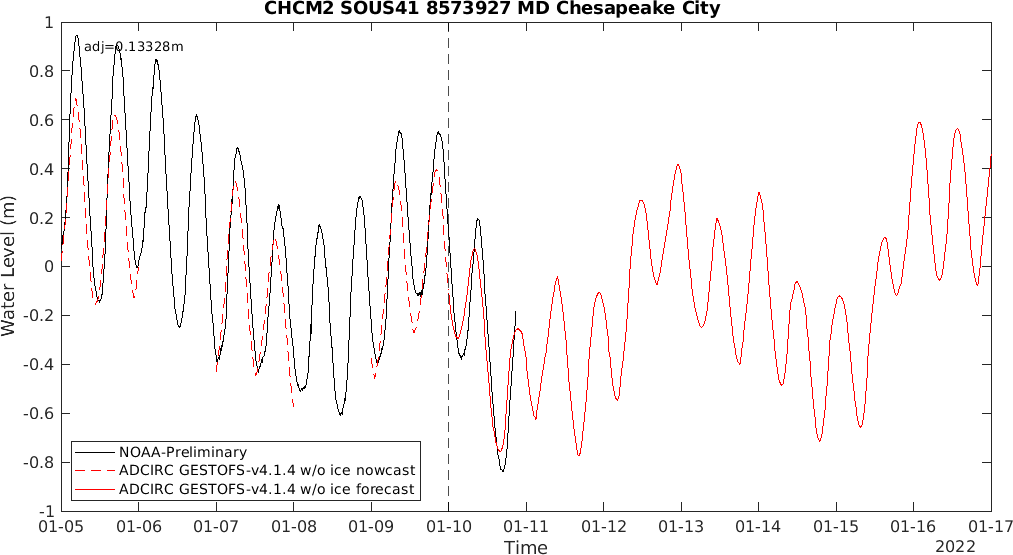 CHCM2 SOUS41 8573927 MD Chesapeake City
adj=0.13328m
Water Level (m)
1
0.8
0.6
0.4
0.2
0
-0.2
-0.4
-0.6
-0.8
-1
NOAA-Preliminary
ADCIRC GESTOFS-v4.1.4 w/o ice nowcast
ADCIRC GESTOFS-v4.1.4 w/o ice forecast
01-05 01-06 01-07 01-08 01-09 01-10 01-11 01-12 01-13 01-14 01-15 01-16 01-17
Time
2022